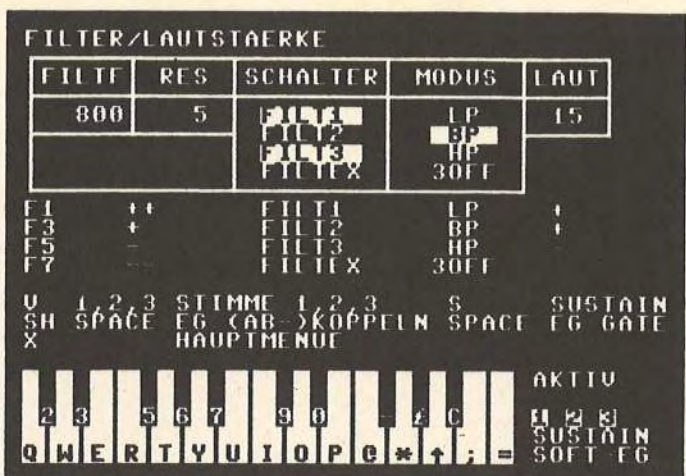 FILTER/LAUTSTAERKE
FILTF RES SCHALTER MODUS LAUT
800 5 FILT1 LP 15
FILT2 BP
FILT3 HP
FILTEX 3OFF
F1 ++ FILT1 LP +
F3 + FILT2 BP +
F5 - FILT3 HP -
F7 -- FILTEX 3OFF
V 1,2,3 STIMME 1,2,3 S SUSTAIN
SH SPACE EG (AB-)KOPPELN SPACE EG GATE
X HAUPTMENUE
AKTIV
2 3 5 6 7 9 0 - £ C 1 2 3
SUSTAIN
Q W E R T Y U I O P @ * ↑ ; = SOFT EG